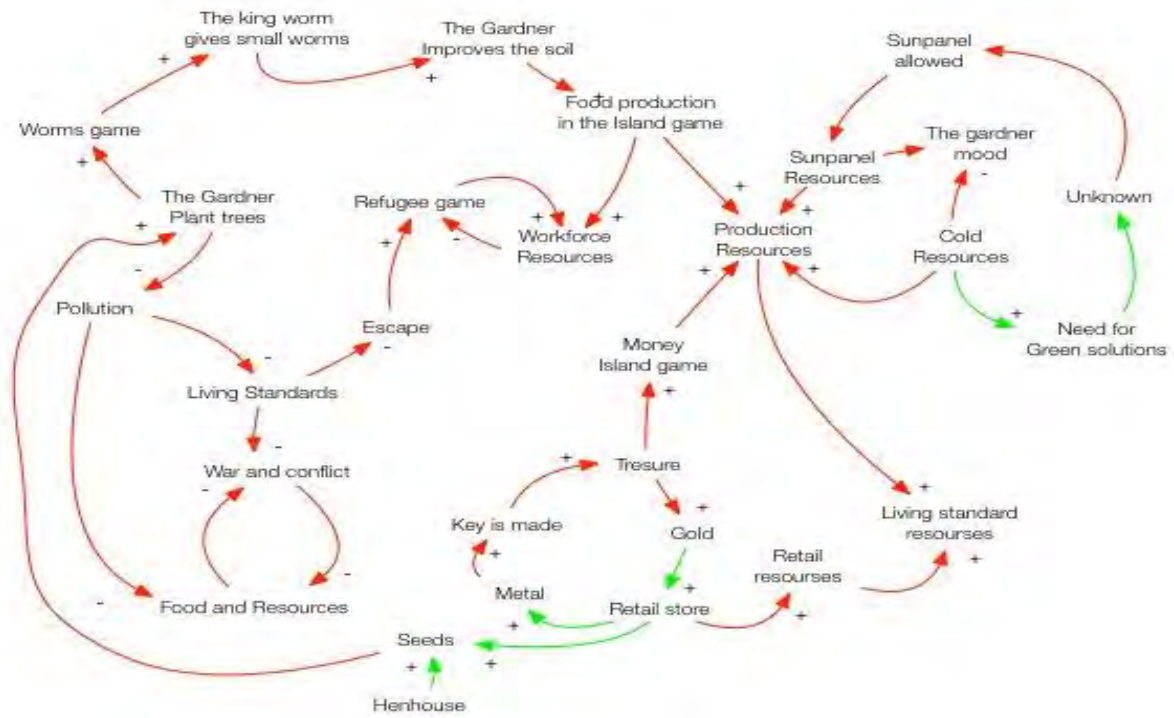 The king worm
gives small worms
The Gardner
Improves the soil
Sunpanel
allowed
+
+
+
Food production
in the Island game
Worms game
+
The gardner
mood
-
Sunpanel
Resources
The Gardner
Plant trees
+
Refugee game
+
+
+
+
Unknown
Workforce
Resources
-
+
Production
Resources
+
+
Cold
Resources
-
Pollution
Escape
-
+
Need for
Green solutions
Money
Island game
+
-
Living Standards
-
War and conflict
-
+
Tresure
+
Key is made
+
Gold
+
Living standard
resourses
+
Retail
resourses
+
-
-
Food and Resources
Metal
+
Retail store
+
Seeds
+
+
Henhouse